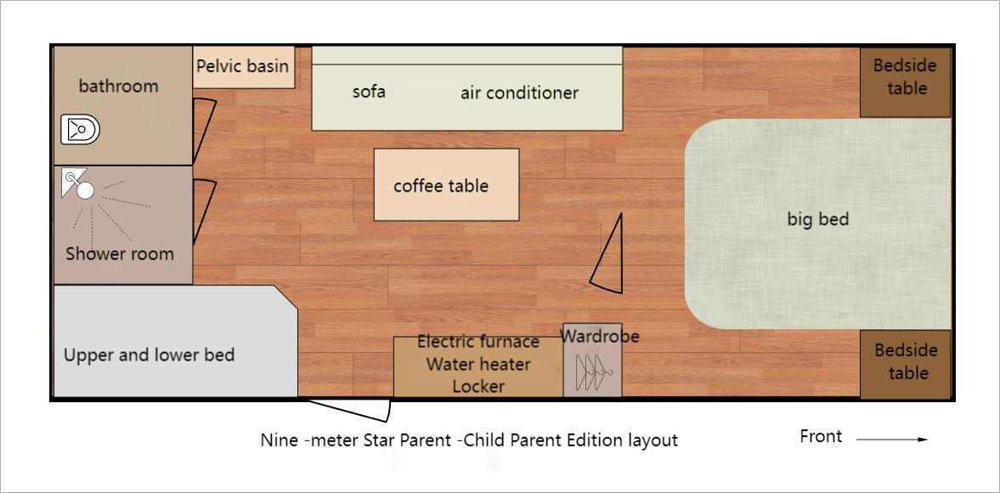 bathroom
Pelvic basin
sofa
air conditioner
Bedside
table
coffee table
big bed
Shower room
Upper and lower bed
Electric furnace
Water heater
Locker
Wardrobe
Bedside
table
Nine -meter Star Parent -Child Parent Edition layout
Front